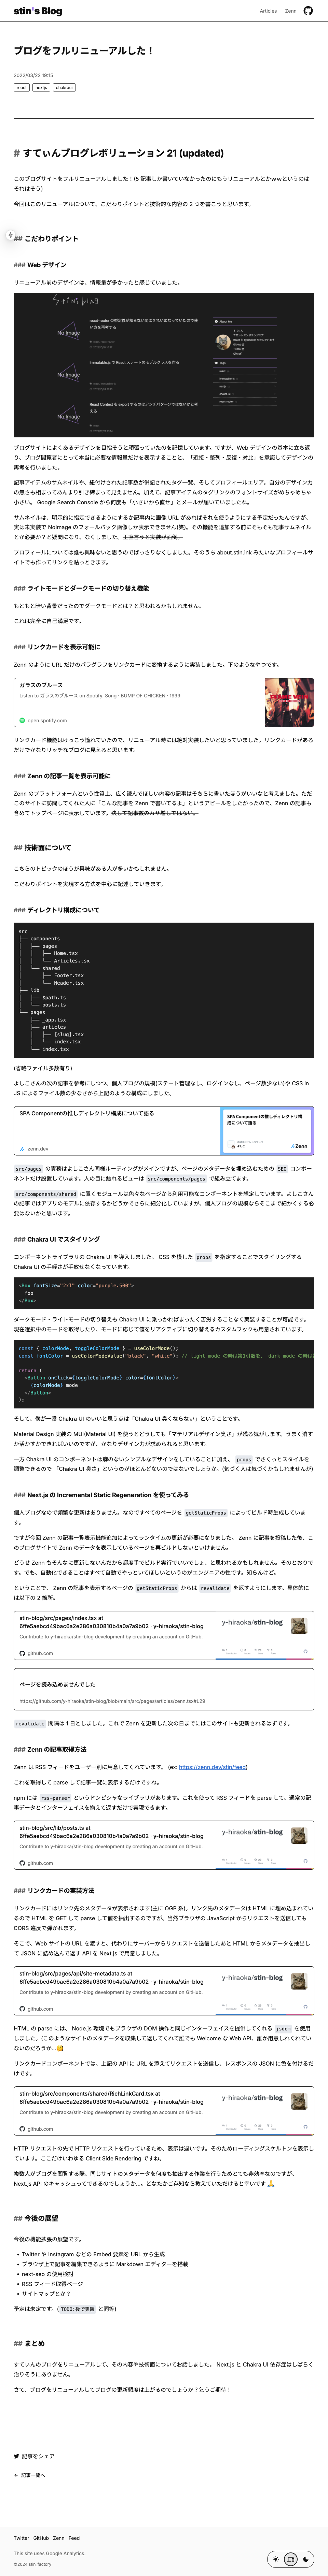 stin's Blog
Articles
Zenn
ブログをフルリニューアルした！
2022/03/22 19:15
react
nextjs
chakraui
# すてぃんブログレボリューション 21 (updated)
このブログサイトをフルリニューアルしました！(5 記事しか書いていなかったのにもうリニューアルとかwwというのはそれはそう)
今回はこのリニューアルについて、こだわりポイントと技術的な内容の 2 つを書こうと思います。
## こだわりポイント
### Web デザイン
リニューアル前のデザインは、情報量が多かったと感じていました。
ブログサイトによくあるデザインを目指そうと頑張っていたのを記憶しています。ですが、Web デザインの基本に立ち返り、ブログ閲覧者にとって本当に必要な情報量だけを表示することと、「近接・整列・反復・対比」を意識してデザインの再考を行いました。
記事アイテムのサムネイルや、紐付けされた記事数が併記されたタグ一覧、そしてプロフィールエリア。自分のデザインの無さも相まってあんまり引き締まって見えません。加えて、記事アイテムのタグリンクのフォントサイズがめちゃめちゃ小さい。 Google Search Console から何度も「小さいから直せ」とメールが届いていましたね。
サムネイルは、明示的に指定できるようにするか記事内に画像 URL があればそれを使うようにする予定だったんですが、実は未実装で NoImage のフォールバック画像しか表示できませんん(笑)。その機能を追加する前にそもそも記事サムネイルとか必要か？と疑問になり、なくしました。正直言うと実装が面倒。
プロフィールについては誰も興味ないと思うのでばっさりなくしました。そのうち about.stin.ink みたいなプロフィールサイトでも作ってリンクを貼っときます。
### ライトモードとダークモードの切り替え機能
もともと暗い背景だったのでダークモードとは？と思われるかもしれません。
これは完全に自己満足です。
### リンクカードを表示可能に
Zenn のように URL だけのパラグラフをリンクカードに変換するように実装しました。下のようなやつです。
ガラスのブルース
Listen to ガラスのブルース on Spotify. Song · BUMP OF CHICKEN · 1999
open.spotify.com
リンクカード機能はけっこう憧れていたので、リニューアル時には絶対実装したいと思っていました。リンクカードがあるだけでかなりリッチなブログに見えると思います。
### Zenn の記事一覧を表示可能に
Zenn のプラットフォームという性質上、広く読んでほしい内容の記事はそちらに書いたほうがいいなと考えました。ただこのサイトに訪問してくれた人に「こんな記事を Zenn で書いてるよ」というアピールをしたかったので、Zenn の記事も含めてトップページに表示しています。決して記事数のカサ増しではない。
## 技術面について
こちらのトピックのほうが興味がある人が多いかもしれません。
こだわりポイントを実現する方法を中心に記述していきます。
### ディレクトリ構成について
src
├── components
│   ├── pages
│   │   ├── Home.tsx
│   │   └── Articles.tsx
│   └── shared
│       ├── Footer.tsx
│       └── Header.tsx
├── lib
│   ├── $path.ts
│   └── posts.ts
└── pages
    ├── _app.tsx
    ├── articles
    │   ├── [slug].tsx
    │   └── index.tsx
    └── index.tsx
(省略ファイル多数有り)
よしこさんの次の記事を参考にしつつ、個人ブログの規模(ステート管理なし、ログインなし、ページ数少ない)や CSS in JS によるファイル数の少なさから上記のような構成にしました。
SPA Componentの推しディレクトリ構成について語る
zenn.dev
SPA Componentの推しディレクトリ構成について語る
Zenn
src/pages の責務はよしこさん同様ルーティングがメインですが、ページのメタデータを埋め込むための SEO コンポーネントだけ設置しています。人の目に触れるビューは src/components/pages で組み立てます。
src/components/shared に置くモジュールは色々なページから利用可能なコンポーネントを想定しています。よしこさんの記事ではアプリのモデルに依存するかどうかでさらに細分化していますが、個人ブログの規模ならそこまで細かく分ける必要はないかと思います。
### Chakra UI でスタイリング
コンポーネントライブラリの Chakra UI を導入しました。 CSS を模した props を指定することでスタイリングする Chakra UI の手軽さが手放せなくなっています。
<Box fontSize="2xl" color="purple.500">
  foo
</Box>
ダークモード・ライトモードの切り替えも Chakra UI に乗っかればまったく苦労することなく実装することが可能です。現在選択中のモードを取得したり、モードに応じて値をリアクティブに切り替えるカスタムフックも用意されています。
const { colorMode, toggleColorMode } = useColorMode();
const fontColor = useColorModeValue("black", "white");
return (
  <Button onClick={toggleColorMode} color={fontColor}>
    {colorMode} mode
  </Button>
);
そして、僕が一番 Chakra UI のいいと思う点は「Chakra UI 臭くならない」ということです。
Material Design 実装の MUI(Material UI) を使うとどうしても「マテリアルデザイン臭さ」が残る気がします。うまく消すか活かすかできればいいのですが、かなりデザイン力が求められると思います。
一方 Chakra UI のコンポーネントは癖のないシンプルなデザインをしていることに加え、 props でさくっとスタイルを調整できるので 「Chakra UI 臭さ」というのがほとんどないのではないでしょうか。(気づく人は気づくかもしれませんが)
### Next.js の Incremental Static Regeneration を使ってみる
個人ブログなので頻繁な更新はありません。なのですべてのページを getStaticProps によってビルド時生成しています。
ですが今回 Zenn の記事一覧表示機能追加によってランタイムの更新が必要になりました。 Zenn に記事を投稿した後、このブログサイトで Zenn のデータを表示しているページを再ビルドしないといけません。
どうせ Zenn もそんなに更新しないんだから都度手でビルド実行でいいでしょ、と思われるかもしれません。そのとおりです。でも、自動化できることはすべて自動でやっていてほしいというのがエンジニアの性です。知らんけど。
ということで、 Zenn の記事を表示するページの getStaticProps からは revalidate を返すようにします。具体的には以下の 2 箇所。
stin-blog/src/pages/index.tsx at 6ffe5aebcd49bac6a2e286a030810b4a0a7a9b02 · y-hiraoka/stin-blog
Contribute to y-hiraoka/stin-blog development by creating an account on GitHub.
github.com
y-hiraoka/stin-blog
ページを読み込めませんでした
https://github.com/y-hiraoka/stin-blog/blob/main/src/pages/articles/zenn.tsx#L29
revalidate 間隔は 1 日としました。これで Zenn を更新した次の日までにはこのサイトも更新されるはずです。
### Zenn の記事取得方法
Zenn は RSS フィードをユーザー別に用意してくれています。 (ex: https://zenn.dev/stin/feed)
これを取得して parse して記事一覧に表示するだけですね。
npm には rss-parser というドンピシャなライブラリがあります。これを使って RSS フィードを parse して、通常の記事データとインターフェイスを揃えて返すだけで実現できます。
stin-blog/src/lib/posts.ts at 6ffe5aebcd49bac6a2e286a030810b4a0a7a9b02 · y-hiraoka/stin-blog
Contribute to y-hiraoka/stin-blog development by creating an account on GitHub.
github.com
y-hiraoka/stin-blog
### リンクカードの実装方法
リンクカードにはリンク先のメタデータが表示されます(主に OGP 系)。リンク先のメタデータは HTML に埋め込まれているので HTML を GET して parse して値を抽出するのですが、当然ブラウザの JavaScript からリクエストを送信しても CORS 違反で弾かれます。
そこで、Web サイトの URL を渡すと、代わりにサーバーからリクエストを送信したあと HTML からメタデータを抽出して JSON に詰め込んで返す API を Next.js で用意しました。
stin-blog/src/pages/api/site-metadata.ts at 6ffe5aebcd49bac6a2e286a030810b4a0a7a9b02 · y-hiraoka/stin-blog
Contribute to y-hiraoka/stin-blog development by creating an account on GitHub.
github.com
y-hiraoka/stin-blog
HTML の parse には、 Node.js 環境でもブラウザの DOM 操作と同じインターフェイスを提供してくれる jsdom を使用しました。(このようなサイトのメタデータを収集して返してくれて誰でも Welcome な Web API、誰か用意しれくれていないのだろうか...🥲)
リンクカードコンポーネントでは、上記の API に URL を添えてリクエストを送信し、レスポンスの JSON に色を付けるだけです。
stin-blog/src/components/shared/RichLinkCard.tsx at 6ffe5aebcd49bac6a2e286a030810b4a0a7a9b02 · y-hiraoka/stin-blog
Contribute to y-hiraoka/stin-blog development by creating an account on GitHub.
github.com
y-hiraoka/stin-blog
HTTP リクエストの先で HTTP リクエストを行っているため、表示は遅いです。そのためローディングスケルトンを表示しています。ここだけいわゆる Client Side Rendering ですね。
複数人がブログを閲覧する際、同じサイトのメタデータを何度も抽出する作業を行うためとても非効率なのですが、 Next.js API のキャッシュってできるのでしょうか...。どなたかご存知なら教えていただけると幸いです🙏
## 今後の展望
今後の機能拡張の展望です。
• Twitter や Instagram などの Embed 要素を URL から生成
• ブラウザ上で記事を編集できるように Markdown エディターを搭載
• next-seo の使用検討
• RSS フィード取得ページ
• サイトマップとか？
予定は未定です。( TODO:後で実装 と同等)
## まとめ
すてぃんのブログをリニューアルして、その内容や技術面についてお話しました。 Next.js と Chakra UI 依存症はしばらく治りそうにありません。
さて、ブログをリニューアルしてブログの更新頻度は上がるのでしょうか？乞うご期待！
記事をシェア
← 記事一覧へ
Twitter
GitHub
Zenn
Feed
This site uses Google Analytics.
©2024 stin_factory